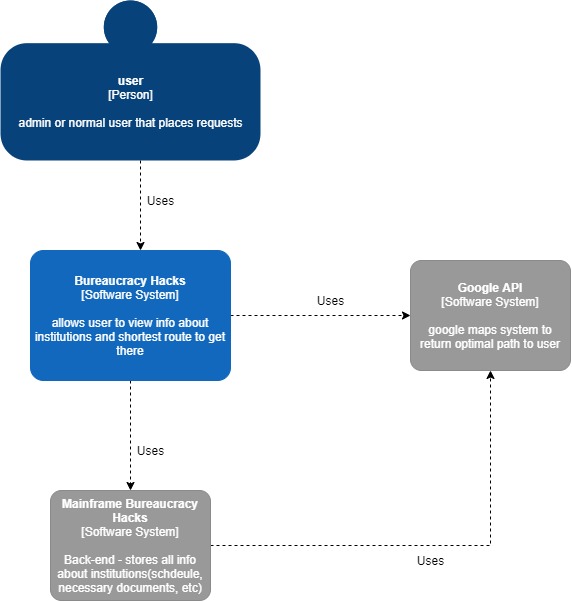 user
[Person]
admin or normal user that places requests
Uses
Bureaucracy Hacks
[Software System]
allows user to view info about
institutions and shortest route to get
there
Uses
Google API
[Software System]
google maps system to
return optimal path to user
Uses
Mainframe Bureaucracy
Hacks
[Software System]
Back-end - stores all info
about institutions(schdeule,
necessary documents, etc)
Uses